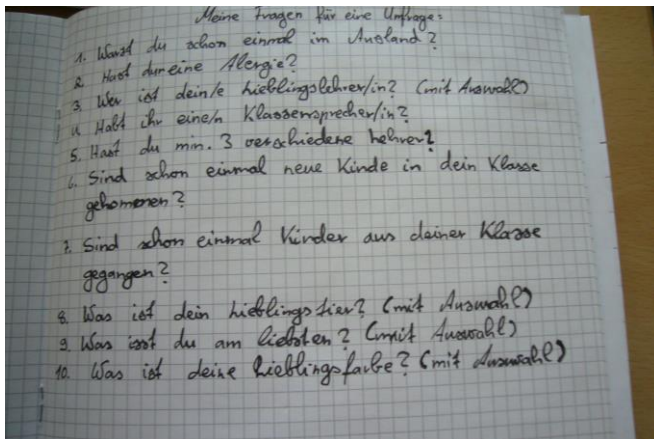 Meine Fragen für eine Umfrage:
1. Warst du schon einmal im Ausland?
2. Hast du eine Alergie?
3. Wer ist dein/e Lieblingslehrer/in? (mit Auswahl)
4. Habt ihr eine/n Klassensprecher/in?
5. Hast du min. 3 verschiedene Lehrer?
6. Sind schon einmal neue Kinde in dein Klasse
gekommen?
7. Sind schon einmal Kinder aus deiner Klasse
gegangen?
8. Was ist dein Lieblingstier? (mit Auswahl)
9. Was isst du am liebsten? (mit Auswahl)
10. Was ist deine Lieblingsfarbe? (mit Auswahl)